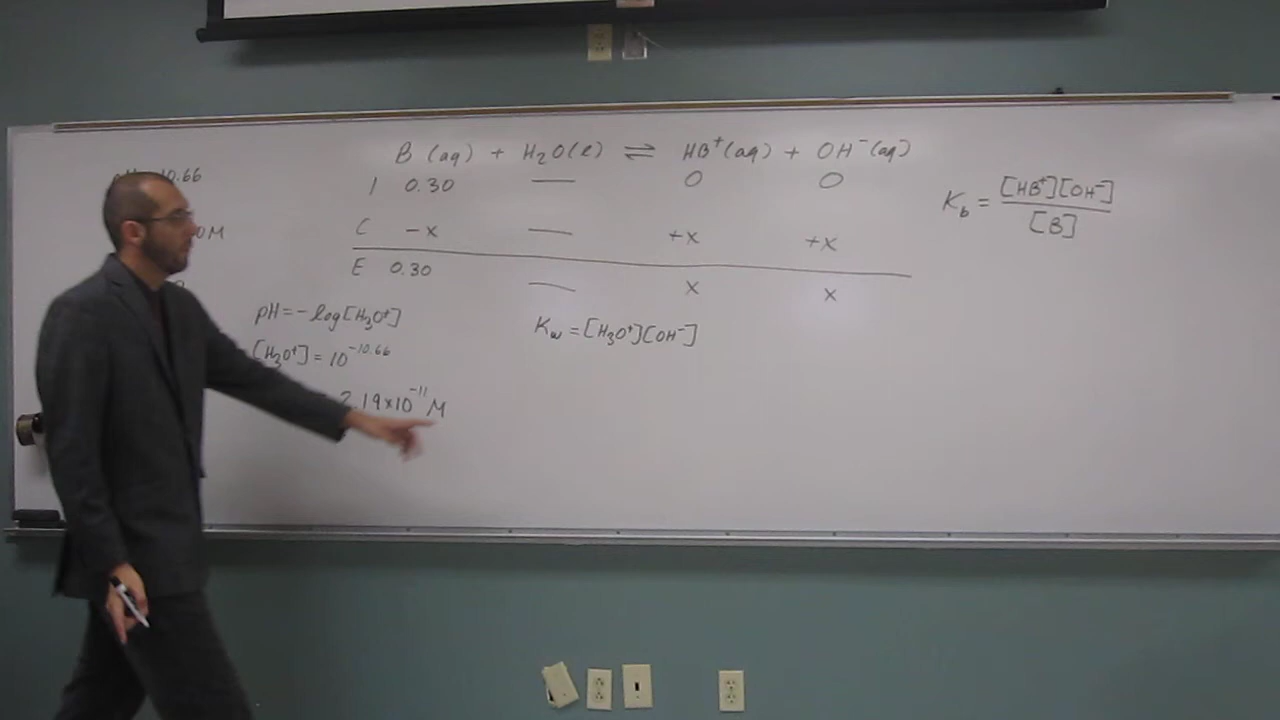 B (aq) + H₂O(ℓ) ⇌ HB⁺(aq) + OH⁻(aq)
I 0.30 — 0 0
C -x — +x +x
E 0.30 — x x
10.66
0M
pH = -log[H₃O⁺]
[H₃O⁺] = 10⁻¹⁰·⁶⁶
2.19×10⁻¹¹ M
Kw = [H₃O⁺][OH⁻]
Kb = [HB⁺][OH⁻]
[B]